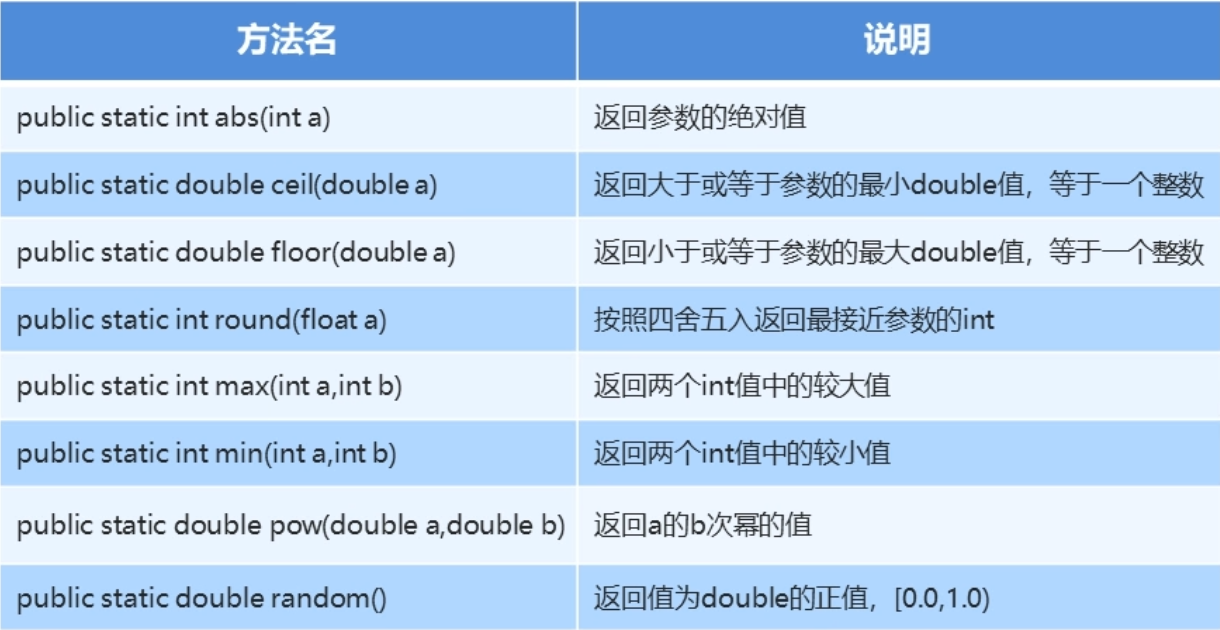 方法名 说明
public static int abs(int a) 返回参数的绝对值
public static double ceil(double a) 返回大于或等于参数的最小double值，等于一个整数
public static double floor(double a) 返回小于或等于参数的最大double值，等于一个整数
public static int round(float a) 按照四舍五入返回最接近参数的int
public static int max(int a,int b) 返回两个int值中的较大值
public static int min(int a,int b) 返回两个int值中的较小值
public static double pow(double a,double b) 返回a的b次幂的值
public static double random() 返回值为double的正值，[0.0,1.0)